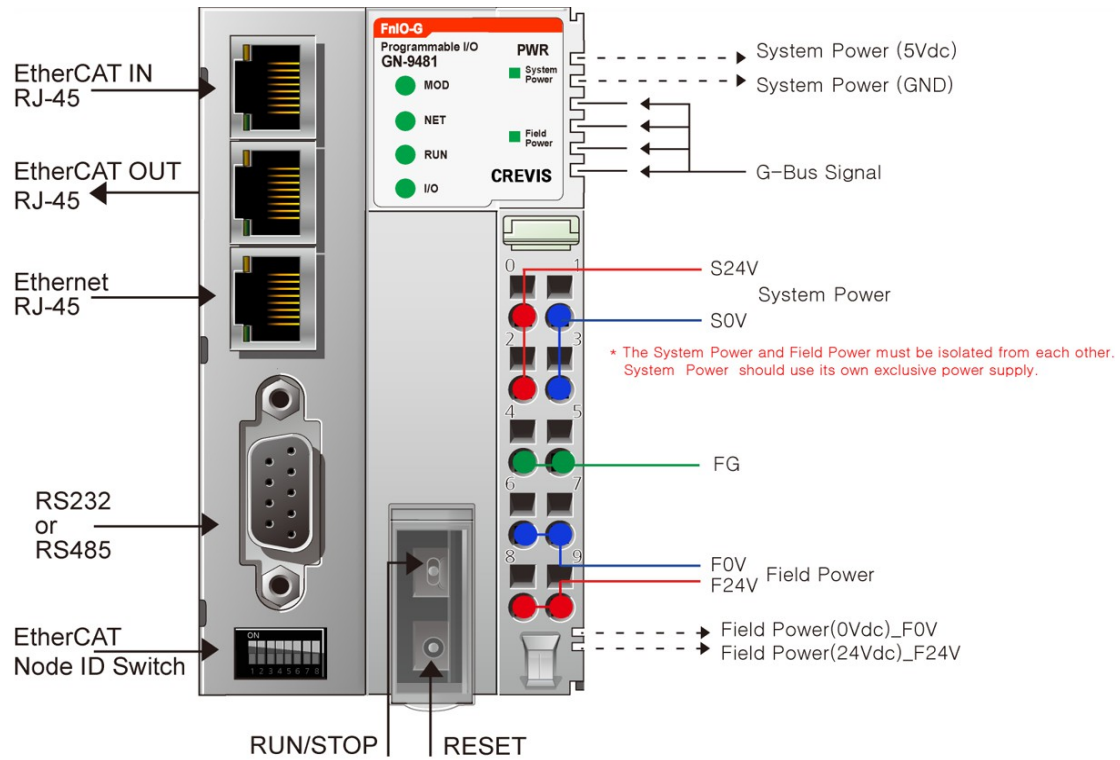 EtherCAT IN
RJ-45
EtherCAT OUT
RJ-45
Ethernet
RJ-45
RS232
or
RS485
EtherCAT
Node ID Switch
FnIO-G
Programmable I/O
GN-9481
PWR
System
Power
MOD
NET
RUN
I/O
Field
Power
CREVIS
System Power (5Vdc)
System Power (GND)
G-Bus Signal
0 1
S24V
System Power
S0V
2 3
* The System Power and Field Power must be isolated from each other.
System Power should use its own exclusive power supply.
4 5
FG
6 7
8 9
F0V
F24V
Field Power
Field Power(0Vdc)_F0V
Field Power(24Vdc)_F24V
ON
1 2 3 4 5 6 7 8
RUN/STOP
RESET